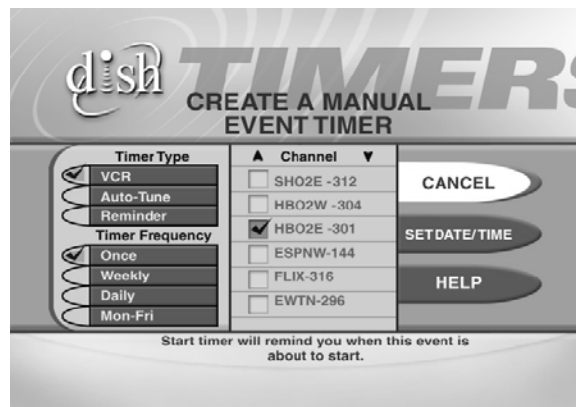 dish
TIMERS
CREATE A MANUAL
EVENT TIMER
Timer Type
VCR
Auto-Tune
Reminder
Timer Frequency
Once
Weekly
Daily
Mon-Fri
Channel
SHO2E -312
HBO2W -304
HBO2E -301
ESPNW-144
FLIX-316
EWTN-296
CANCEL
SET DATE/TIME
HELP
Start timer will remind you when this event is
about to start.